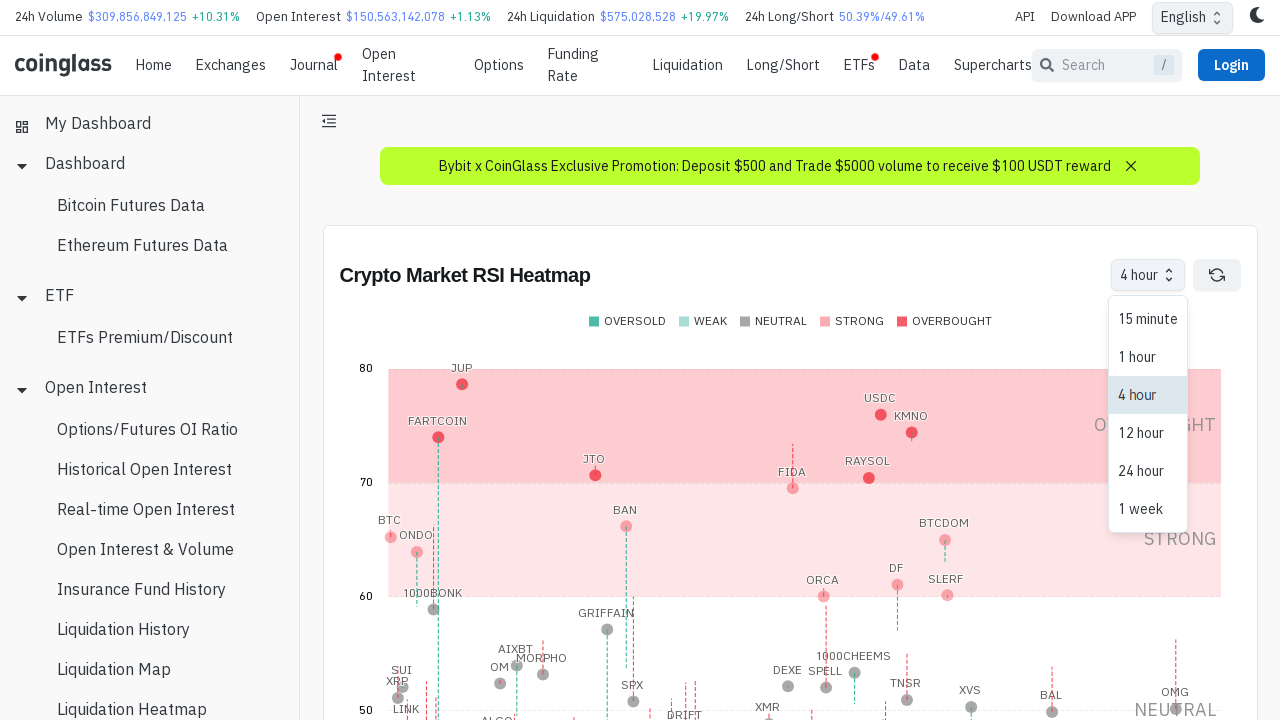 24h Volume $309,856,849,125 +10.31% Open Interest $150,563,142,078 +1.13% 24h Liquidation $575,028,528 +19.97% 24h Long/Short 50.39%/49.61% API Download APP English
coinglass Home Exchanges Journal Open Interest Options Funding Rate Liquidation Long/Short ETFs Data Supercharts Search / Login
My Dashboard
Dashboard
Bitcoin Futures Data
Ethereum Futures Data
ETF
ETFs Premium/Discount
Open Interest
Options/Futures OI Ratio
Historical Open Interest
Real-time Open Interest
Open Interest & Volume
Insurance Fund History
Liquidation History
Liquidation Map
Liquidation Heatmap
Bybit x CoinGlass Exclusive Promotion: Deposit $500 and Trade $5000 volume to receive $100 USDT reward
Crypto Market RSI Heatmap
4 hour
15 minute
1 hour
4 hour
12 hour
24 hour
1 week
OVERSOLD WEAK NEUTRAL STRONG OVERBOUGHT
80
JUP
USDC
KMNO
FARTCOIN
JTO
RAYSOL
FIDA
70
BAN
BTC
BTCDOM
ONDO
STRONG
DF
SLERF
ORCA
1000BONK
60
GRIFFAIN
AIXBT
MORPHO
1000CHEEMS
OM
SUI
DEXE
SPELL
XRP
SPX
TNSR
XVS
BAL
OMG
LINK
XMR
50
DRIFT
NEUTRAL